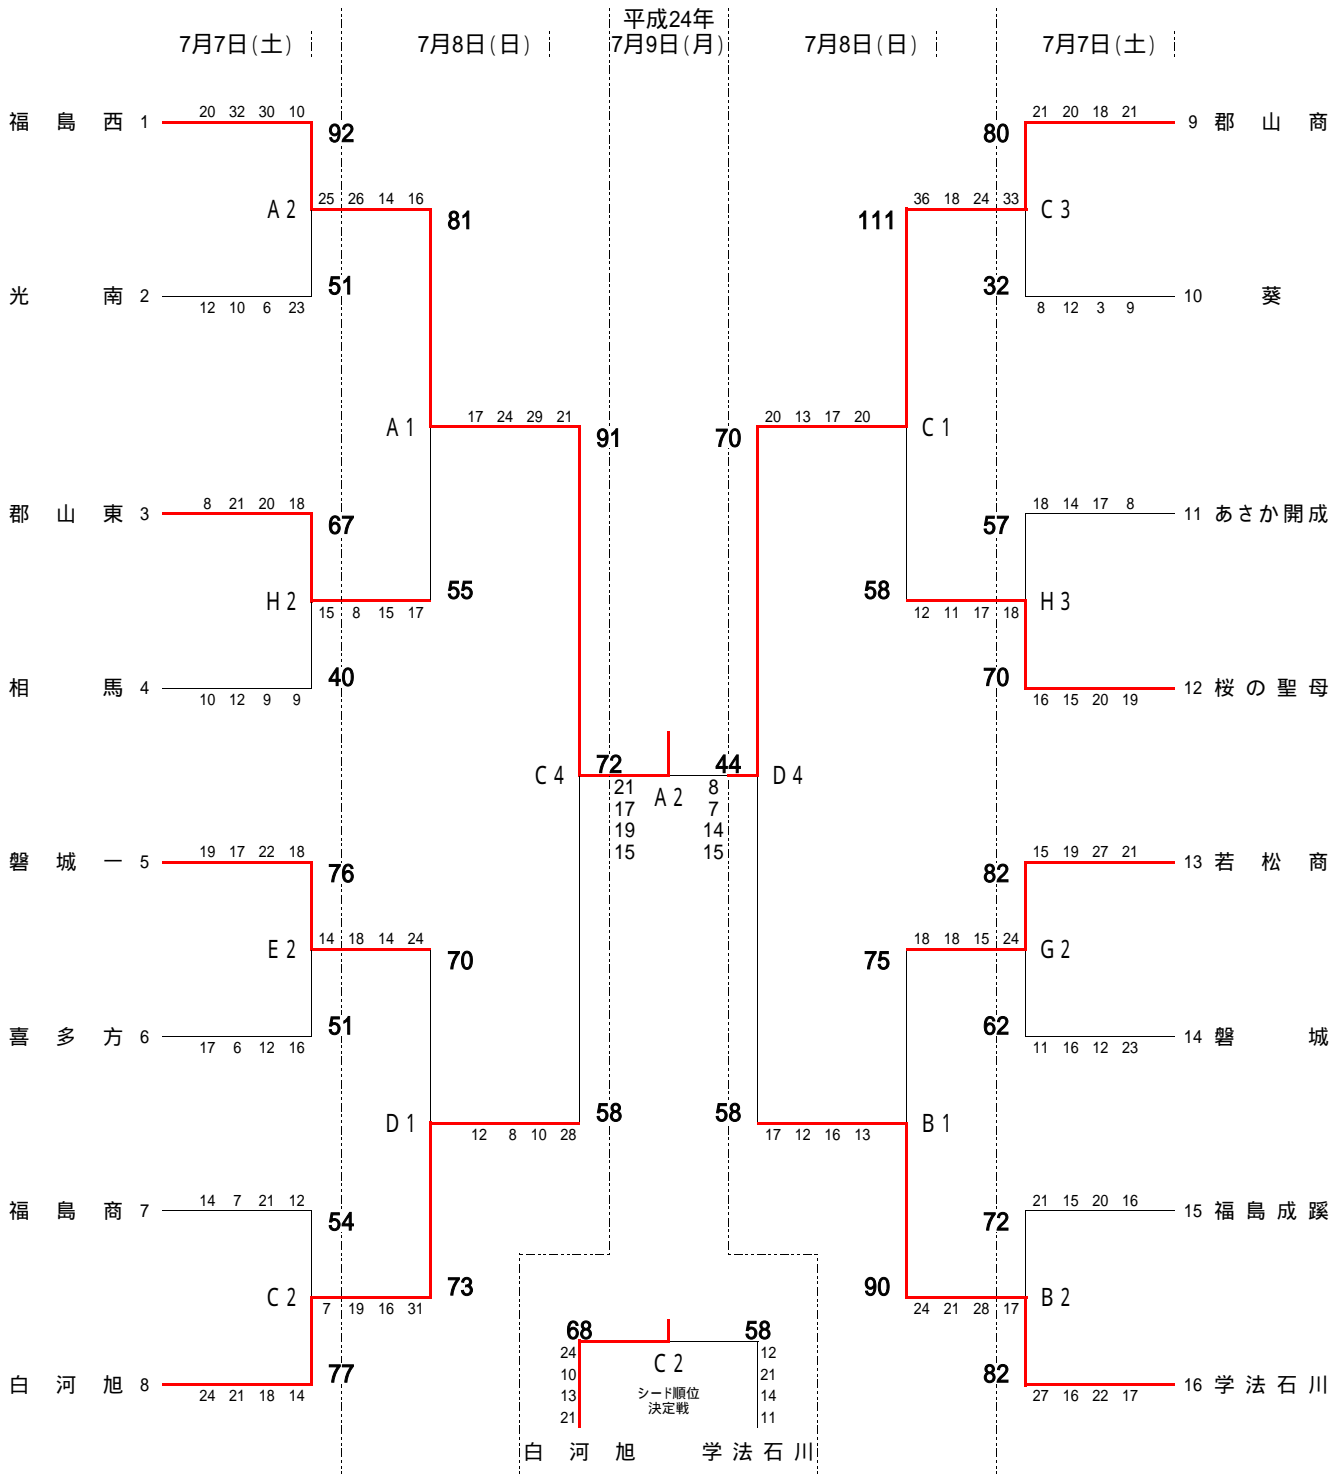 平成24年
7月7日(土) 7月8日(日) 7月9日(月) 7月8日(日) 7月7日(土)
福島西 1 20 32 30 10 92 80 21 20 18 21 9 郡山商
A2 25 26 14 16 81 111 36 18 24 33 C3
光南 2 12 10 6 23 51 32 8 12 3 9 10 葵
A1 17 24 29 21 91 70 20 13 17 20 C1
郡山東 3 8 21 20 18 67 57 18 14 17 8 11 あさか開成
H2 15 8 15 17 55 58 12 11 17 18 H3
相馬 4 10 12 9 9 40 70 16 15 20 19 12 桜の聖母
C4 72 44 D4
21 A2 8
17 7
19 14
15 15
磐城一 5 19 17 22 18 76 82 15 19 27 21 13 若松商
E2 14 18 14 24 70 75 18 18 15 24 G2
喜多方 6 17 6 12 16 51 62 11 16 12 23 14 磐城
D1 12 8 10 28 58 58 17 12 16 13 B1
福島商 7 14 7 21 12 54 72 21 15 20 16 15 福島成蹊
C2 7 19 16 31 73 90 24 21 28 17 B2
白河旭 8 24 21 18 14 77 82 27 16 22 17 16 学法石川
68 58
24 C2 12
10 21
13 シード順位 14
決定戦
21 11
白河旭 学法石川